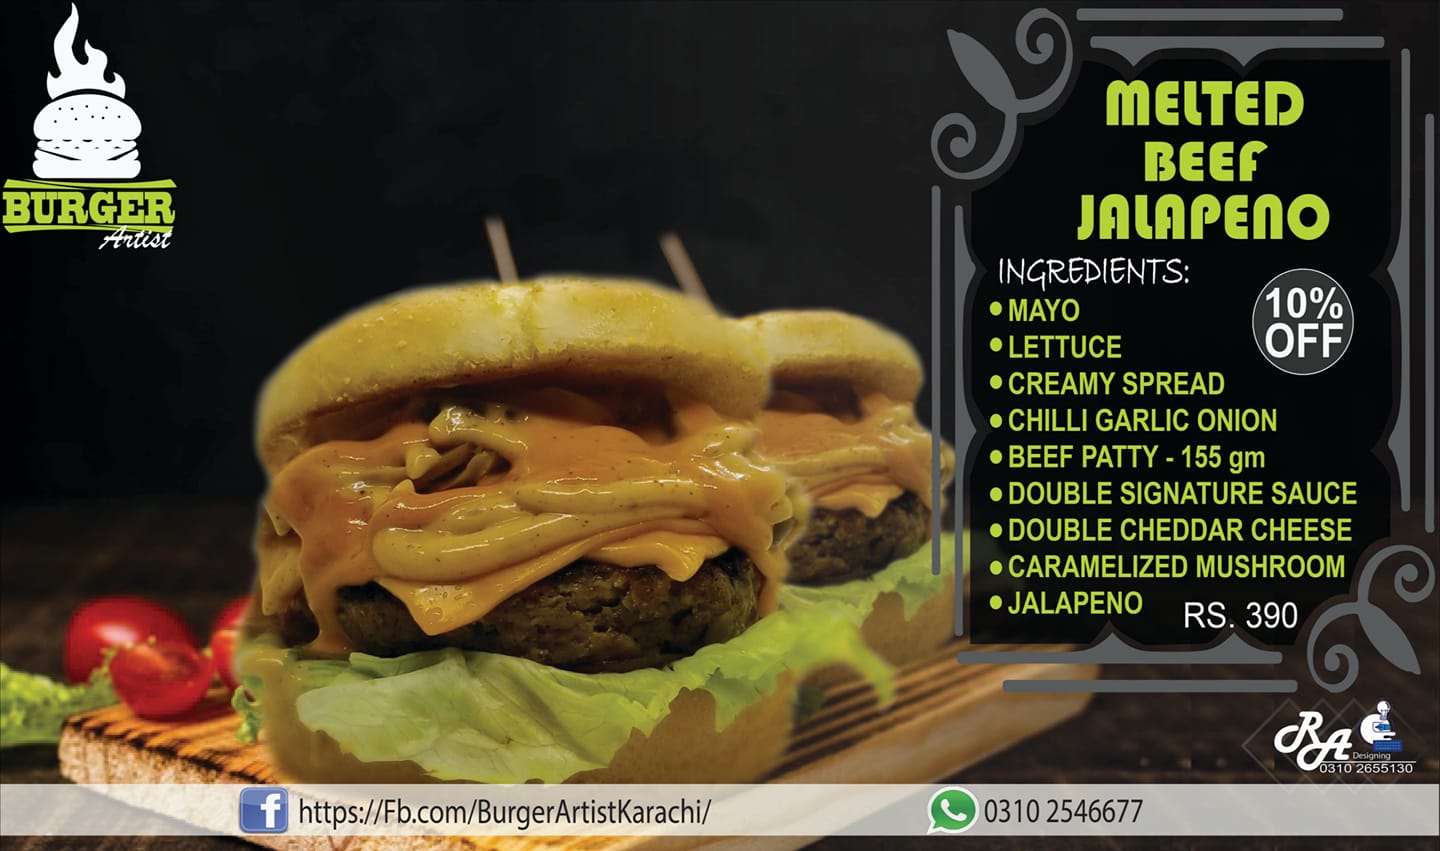 BURGER
Artist
MELTED
BEEF
JALAPENO
INGREDIENTS:
10%
OFF
• MAYO
• LETTUCE
• CREAMY SPREAD
• CHILLI GARLIC ONION
• BEEF PATTY - 155 gm
• DOUBLE SIGNATURE SAUCE
• DOUBLE CHEDDAR CHEESE
• CARAMELIZED MUSHROOM
• JALAPENO
RS. 390
RA
Designing
0310 2655130
https://Fb.com/BurgerArtistKarachi/
0310 2546677